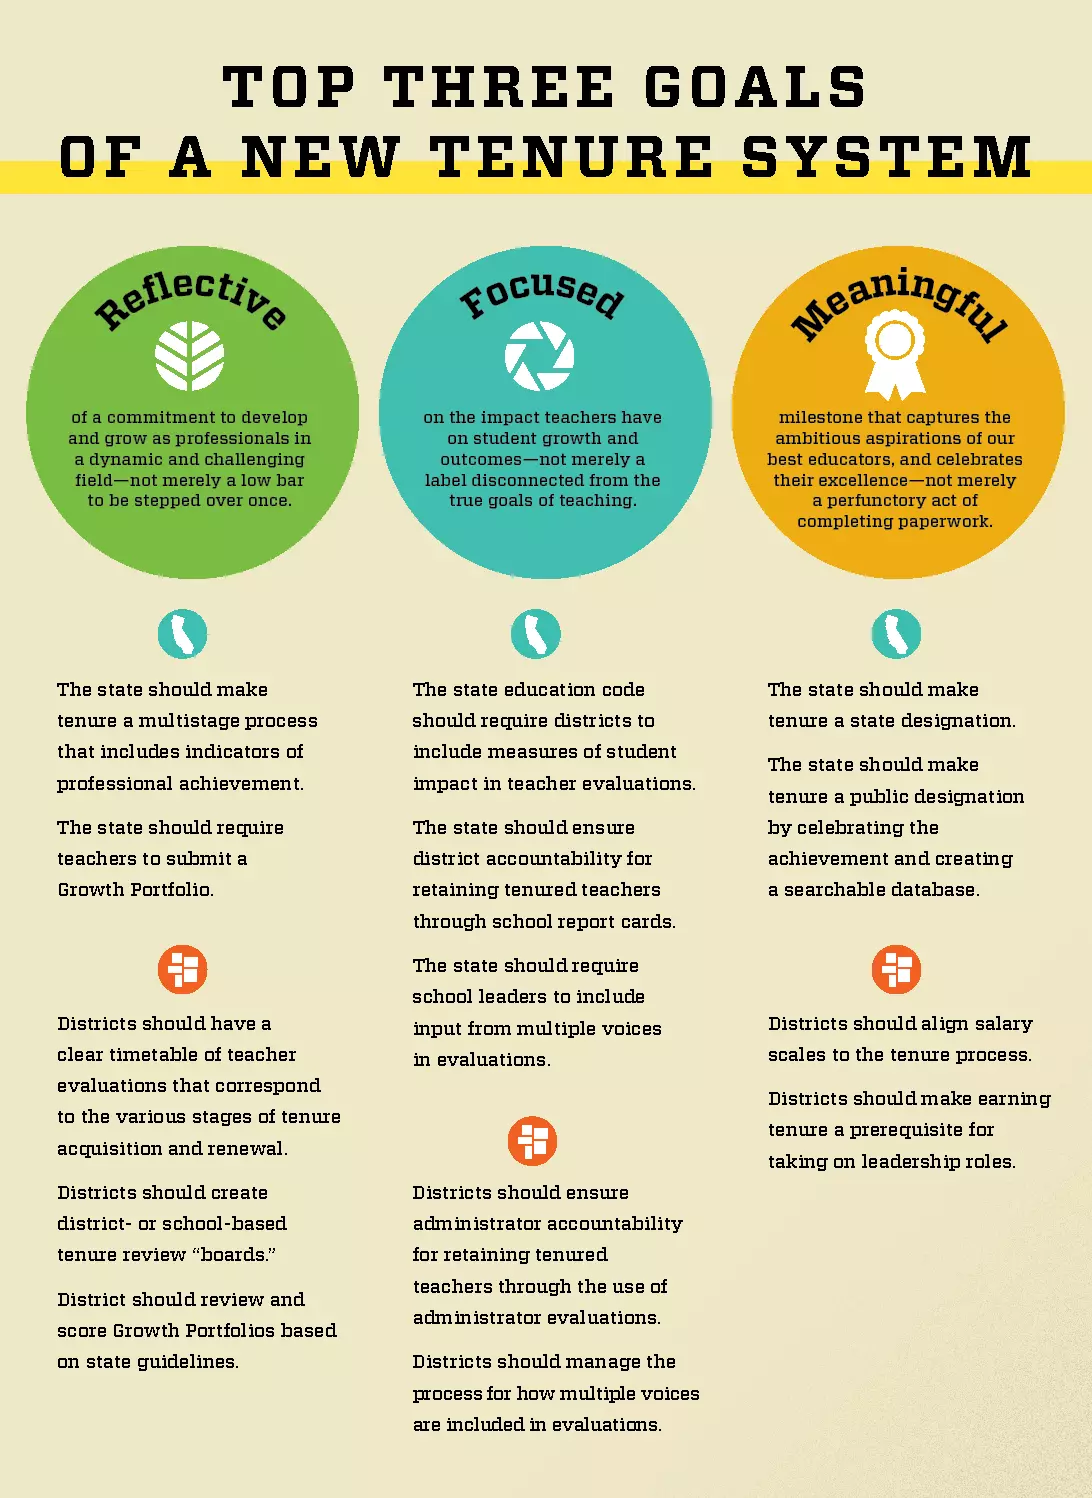 TOP THREE GOALS
OF A NEW TENURE SYSTEM
Reflective
of a commitment to develop
and grow as professionals in
a dynamic and challenging
field—not merely a low bar
to be stepped over once.
The state should make
tenure a multistage process
that includes indicators of
professional achievement.
The state should require
teachers to submit a
Growth Portfolio.
Districts should have a
clear timetable of teacher
evaluations that correspond
to the various stages of tenure
acquisition and renewal.
Districts should create
district- or school-based
tenure review “boards.”
District should review and
score Growth Portfolios based
on state guidelines.
Focused
on the impact teachers have
on student growth and
outcomes—not merely a
label disconnected from the
true goals of teaching.
The state education code
should require districts to
include measures of student
impact in teacher evaluations.
The state should ensure
district accountability for
retaining tenured teachers
through school report cards.
The state should require
school leaders to include
input from multiple voices
in evaluations.
Districts should ensure
administrator accountability
for retaining tenured
teachers through the use of
administrator evaluations.
Districts should manage the
process for how multiple voices
are included in evaluations.
Meaningful
milestone that captures the
ambitious aspirations of our
best educators, and celebrates
their excellence—not merely
a perfunctory act of
completing paperwork.
The state should make
tenure a state designation.
The state should make
tenure a public designation
by celebrating the
achievement and creating
a searchable database.
Districts should align salary
scales to the tenure process.
Districts should make earning
tenure a prerequisite for
taking on leadership roles.